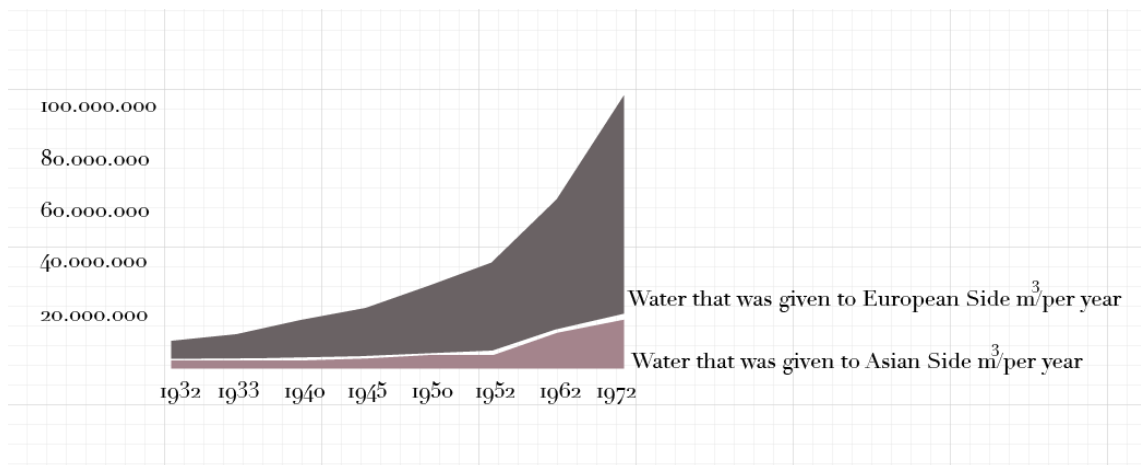 100.000.000
80.000.000
60.000.000
40.000.000
20.000.000
Water that was given to European Side m³/per year
Water that was given to Asian Side m³/per year
1932 1933 1940 1945 1950 1952 1962 1972